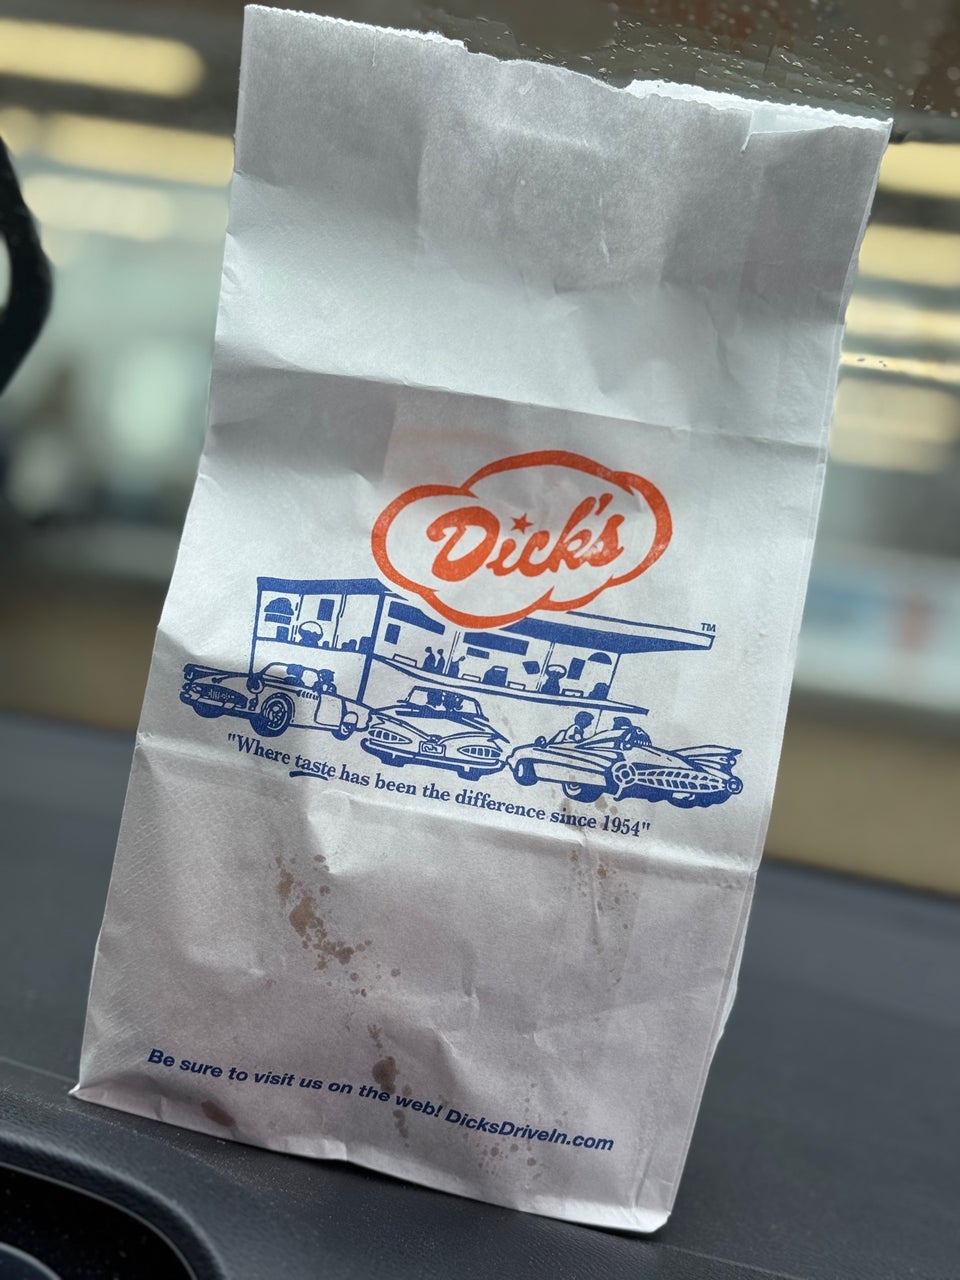 Dick's
TM
"Where taste has been the difference since 1954"
Be sure to visit us on the web! DicksDriveIn.com